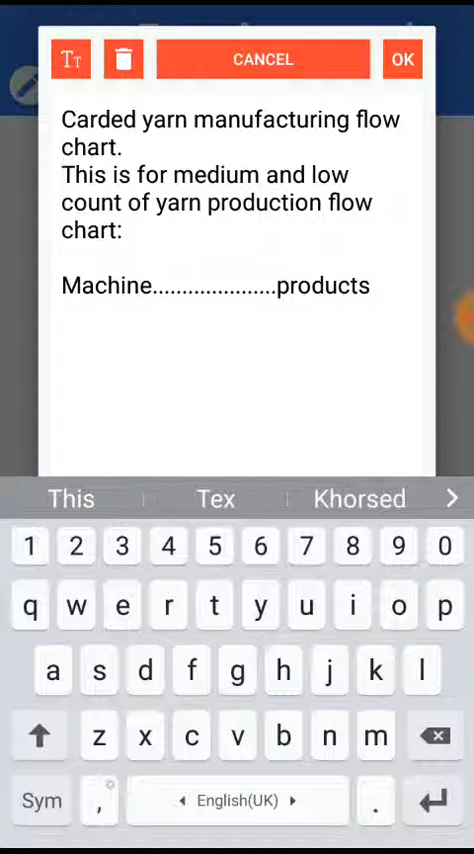 TT
CANCEL
OK
Carded yarn manufacturing flow
chart.
This is for medium and low
count of yarn production flow
chart:
Machine.....................products
This Tex Khorsed >
1 2 3 4 5 6 7 8 9 0
q w e r t y u i o p
a s d f g h j k l
z x c v b n m
Sym , English(UK) .